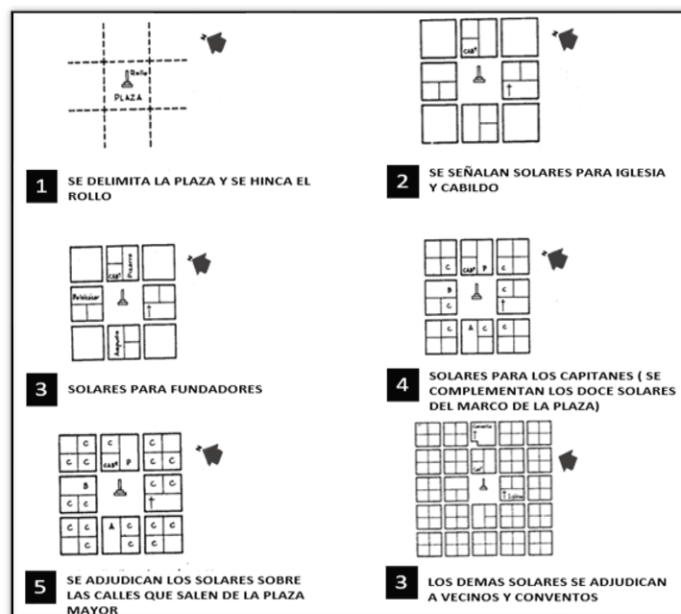 Rollo
PLAZA
1 SE DELIMITA LA PLAZA Y SE HINCA EL
ROLLO
CABº
2 SE SEÑALAN SOLARES PARA IGLESIA
Y CABILDO
CABº Pizarro
Belalcázar
Ampudia
3 SOLARES PARA FUNDADORES
C CABº P C
B C
C A C C
4 SOLARES PARA LOS CAPITANES ( SE
COMPLEMENTAN LOS DOCE SOLARES
DEL MARCO DE LA PLAZA)
C C C C
C C CABº P C C
B C C
C C
C C A C C C
C C C
5 SE ADJUDICAN LOS SOLARES SOBRE
LAS CALLES QUE SALEN DE LA PLAZA
MAYOR
Convento
Cabº
3 LOS DEMAS SOLARES SE ADJUDICAN
A VECINOS Y CONVENTOS